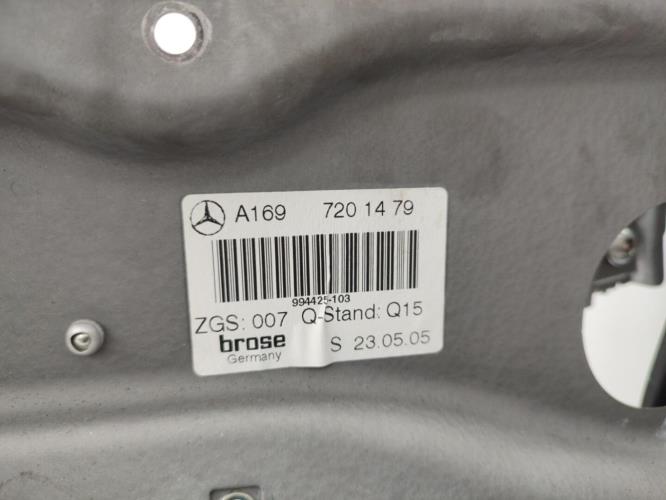 A169 720 14 79
994425-103
ZGS: 007 Q-Stand: Q15
brose S 23.05.05
Germany